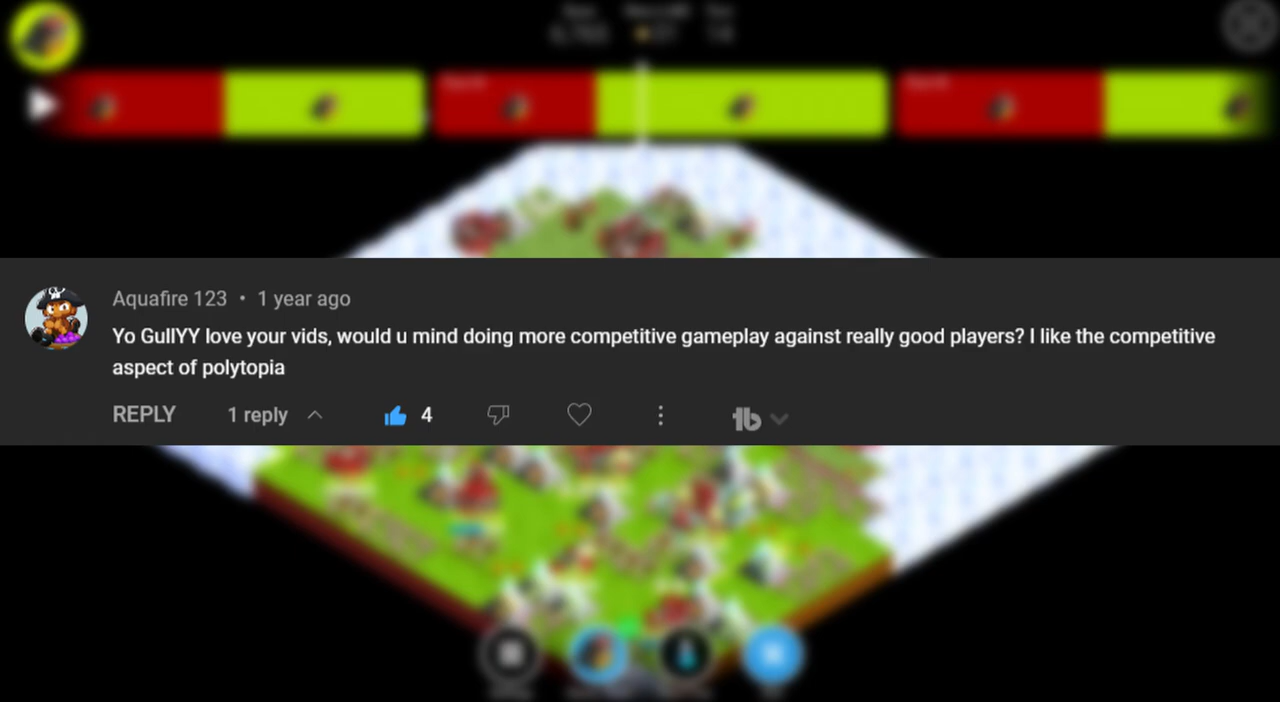 Aquafire 123 • 1 year ago
Yo GullYY love your vids, would u mind doing more competitive gameplay against really good players? I like the competitive
aspect of polytopia
REPLY 1 reply 4